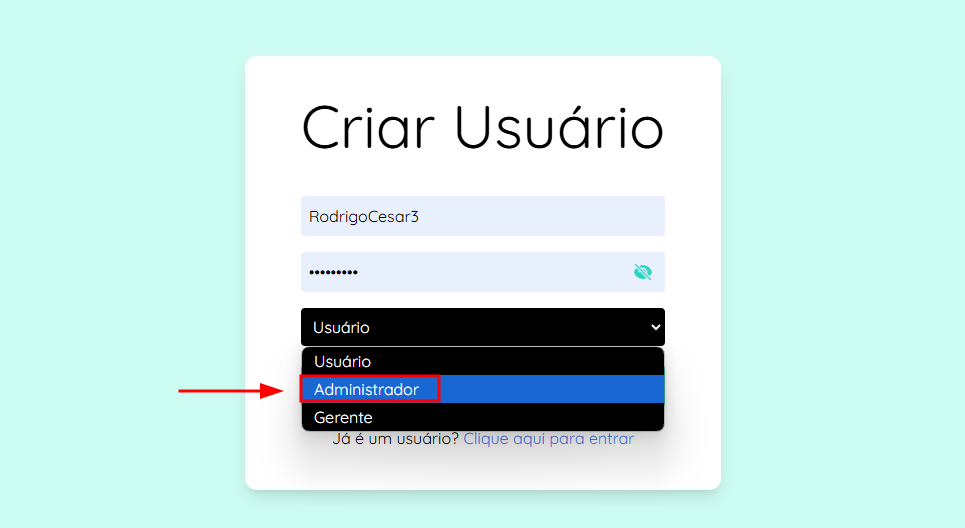 Criar Usuário
RodrigoCesar3
•••••••••
Usuário
Usuário
Administrador
Gerente
Já é um usuário? Clique aqui para entrar